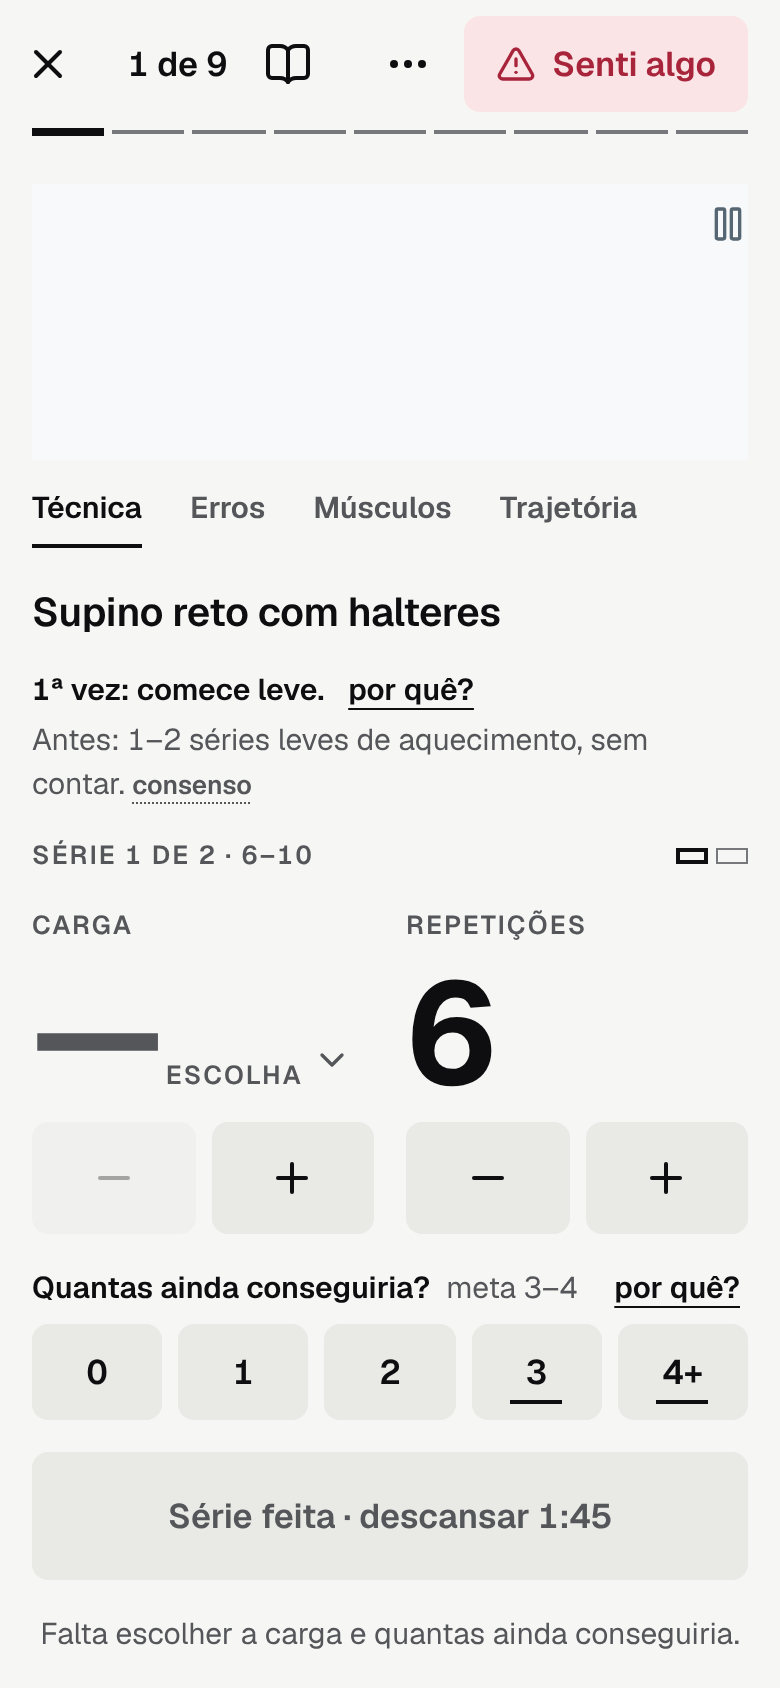 1 de 9
Senti algo
Técnica Erros Músculos Trajetória
Supino reto com halteres
1ª vez: comece leve. por quê?
Antes: 1–2 séries leves de aquecimento, sem
contar. consenso
SÉRIE 1 DE 2 · 6–10
CARGA REPETIÇÕES
— ESCOLHA 6
− + − +
Quantas ainda conseguiria? meta 3–4 por quê?
0 1 2 3 4+
Série feita · descansar 1:45
Falta escolher a carga e quantas ainda conseguiria.